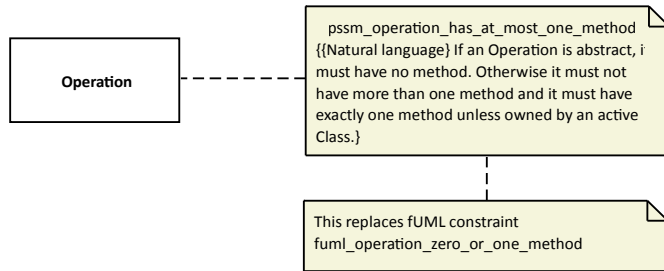 Operation
pssm_operation_has_at_most_one_method
{{Natural language} If an Operation is abstract, it
must have no method. Otherwise it must not
have more than one method and it must have
exactly one method unless owned by an active
Class.}
This replaces fUML constraint
fuml_operation_zero_or_one_method